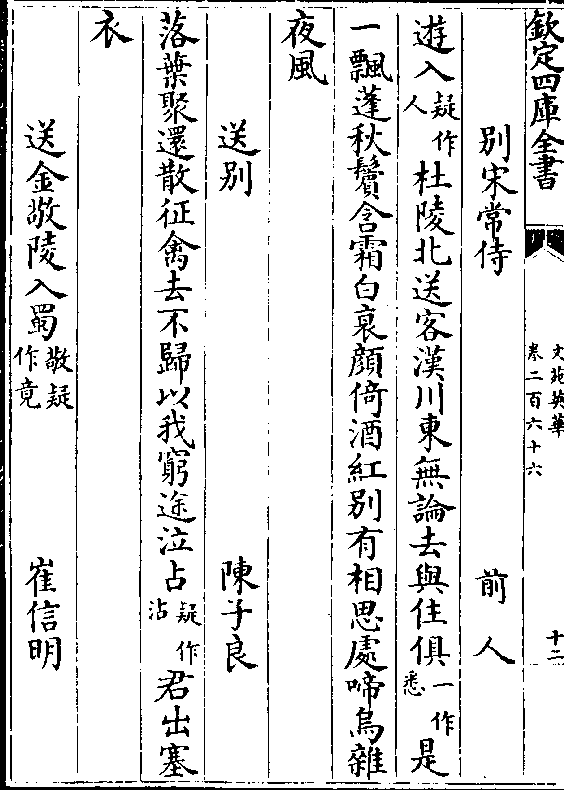 欽定四庫全書
文苑英華
卷二百六十六
十二
別宋常侍
前人
遊入疑作人杜陵北送客漢川東無論去與住俱一作悉是
一飄蓬秋鬢含霜白衰顔倚酒紅別有相思處啼烏雜
夜風
送別
陳子良
落葉聚還散征禽去不歸以我窮途泣占疑作沾君出塞
衣
送金敬陵入蜀敬疑作竟
崔信明